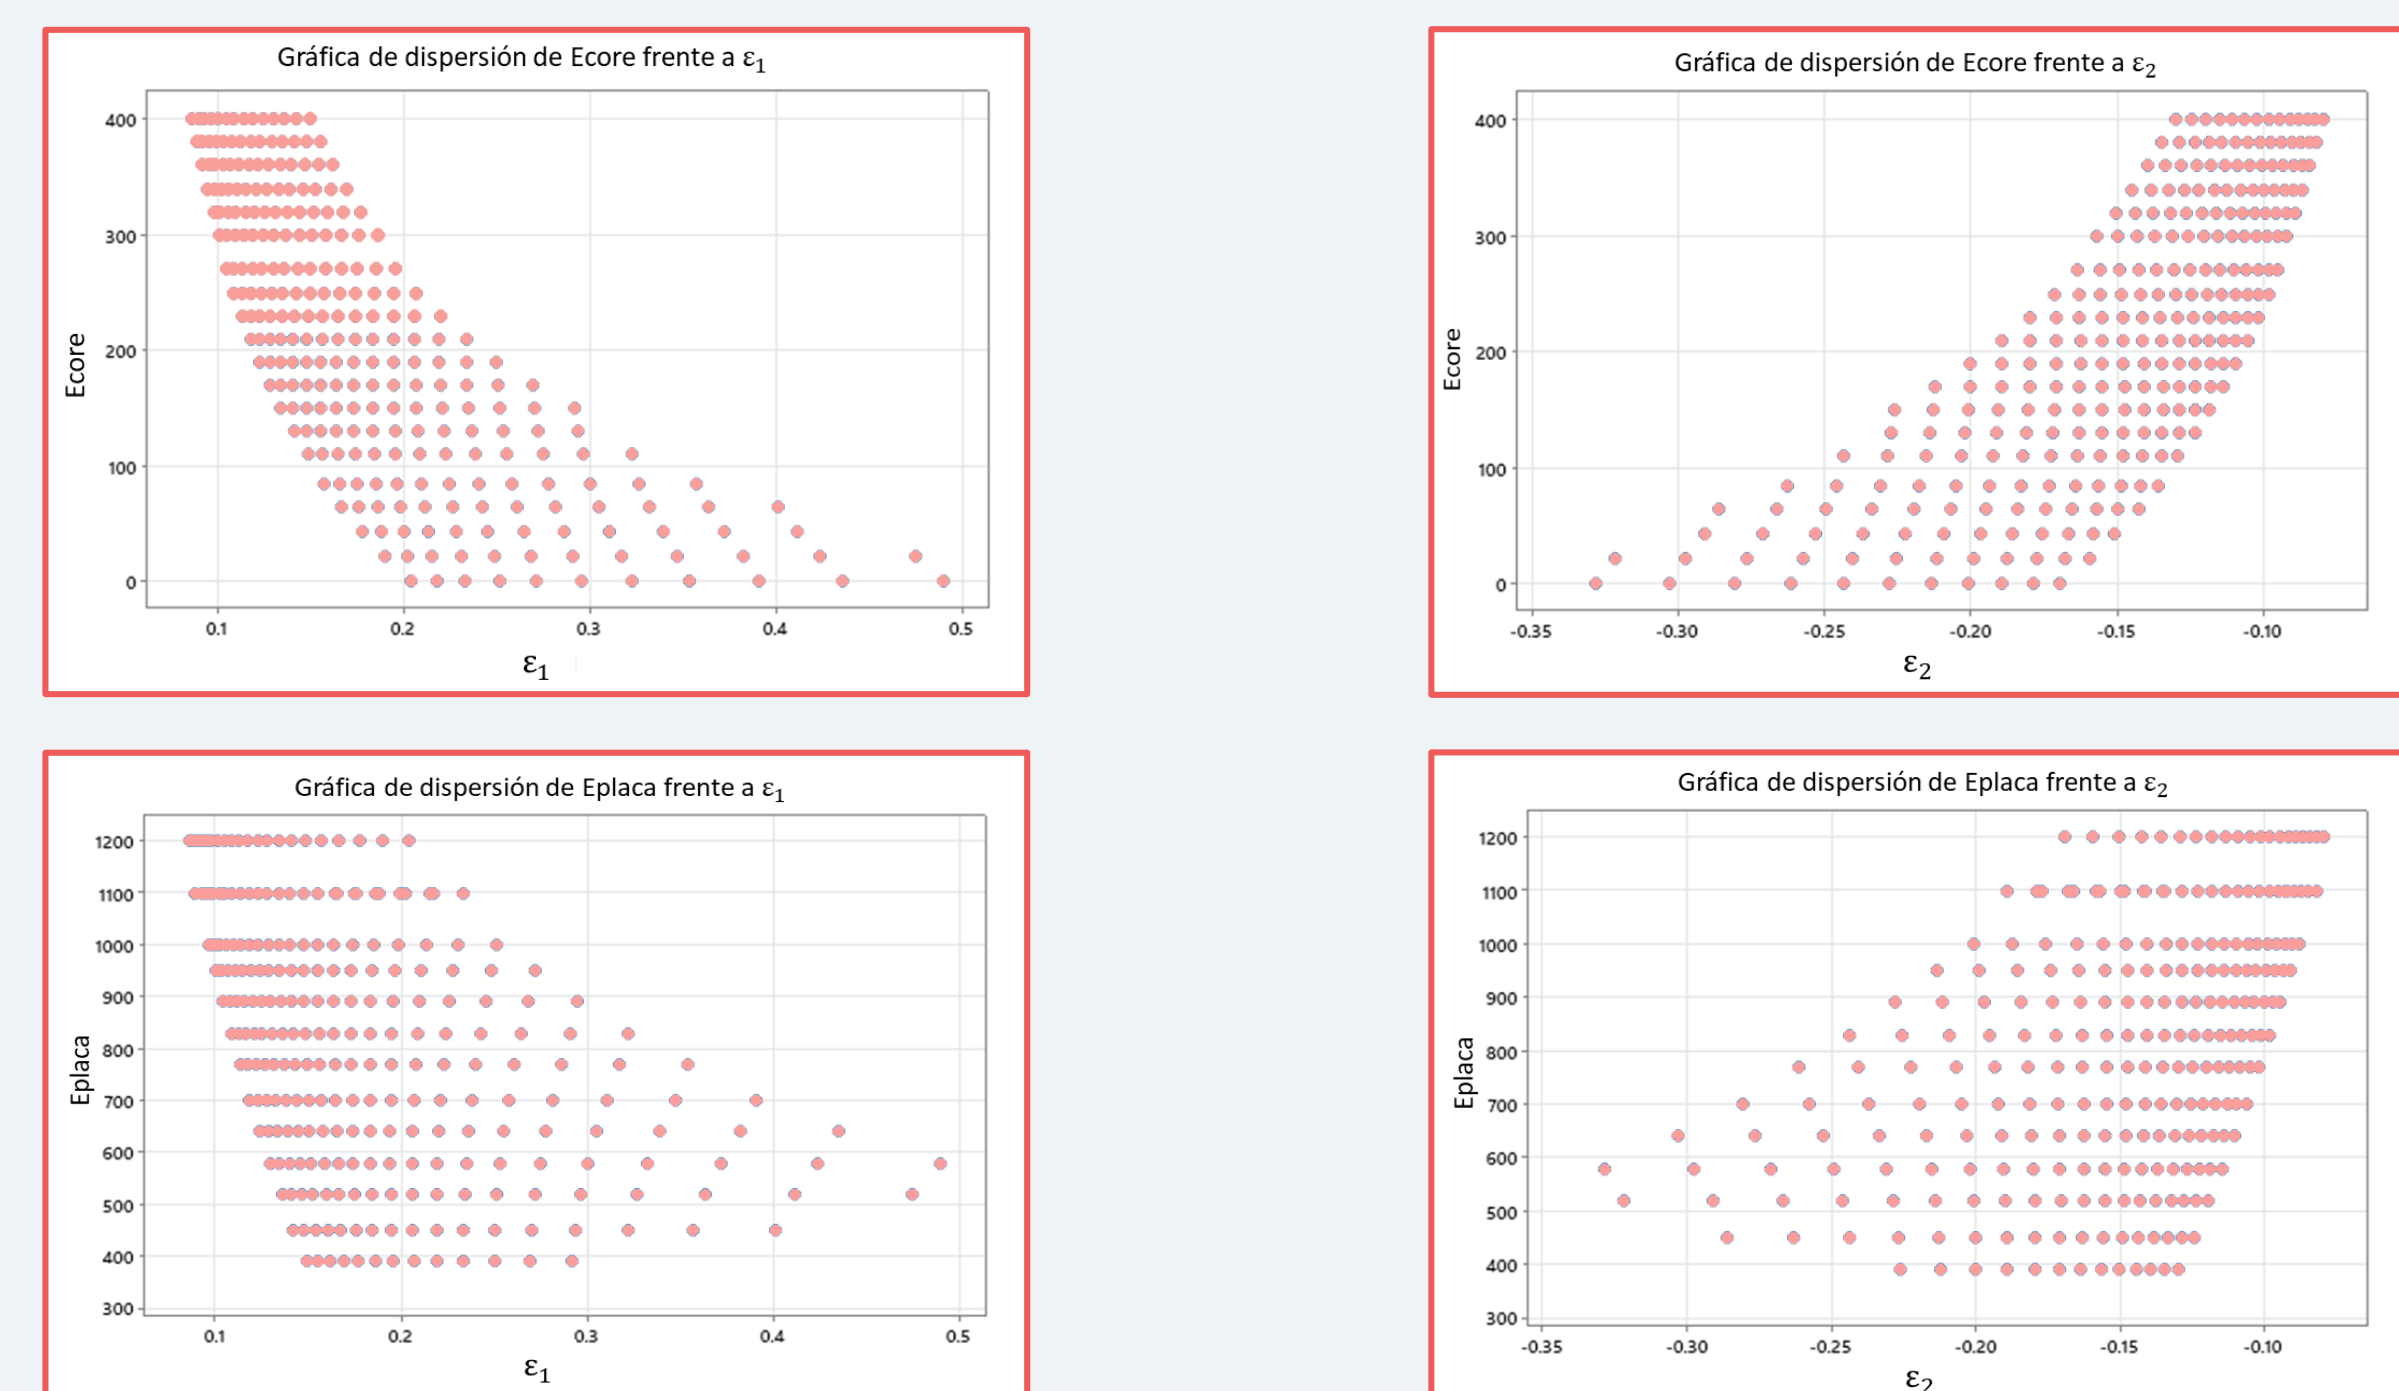 Gráfica de dispersión de Ecore frente a ε₁
400
300
200
100
0
Ecore
0.1 0.2 0.3 0.4 0.5
ε₁
Gráfica de dispersión de Ecore frente a ε₂
400
300
200
100
0
Ecore
-0.35 -0.30 -0.25 -0.20 -0.15 -0.10
ε₂
Gráfica de dispersión de Eplaca frente a ε₁
1200
1100
1000
900
800
700
600
500
400
300
Eplaca
0.1 0.2 0.3 0.4 0.5
ε₁
Gráfica de dispersión de Eplaca frente a ε₂
1200
1100
1000
900
800
700
600
500
400
300
Eplaca
-0.35 -0.30 -0.25 -0.20 -0.15 -0.10
ε₂